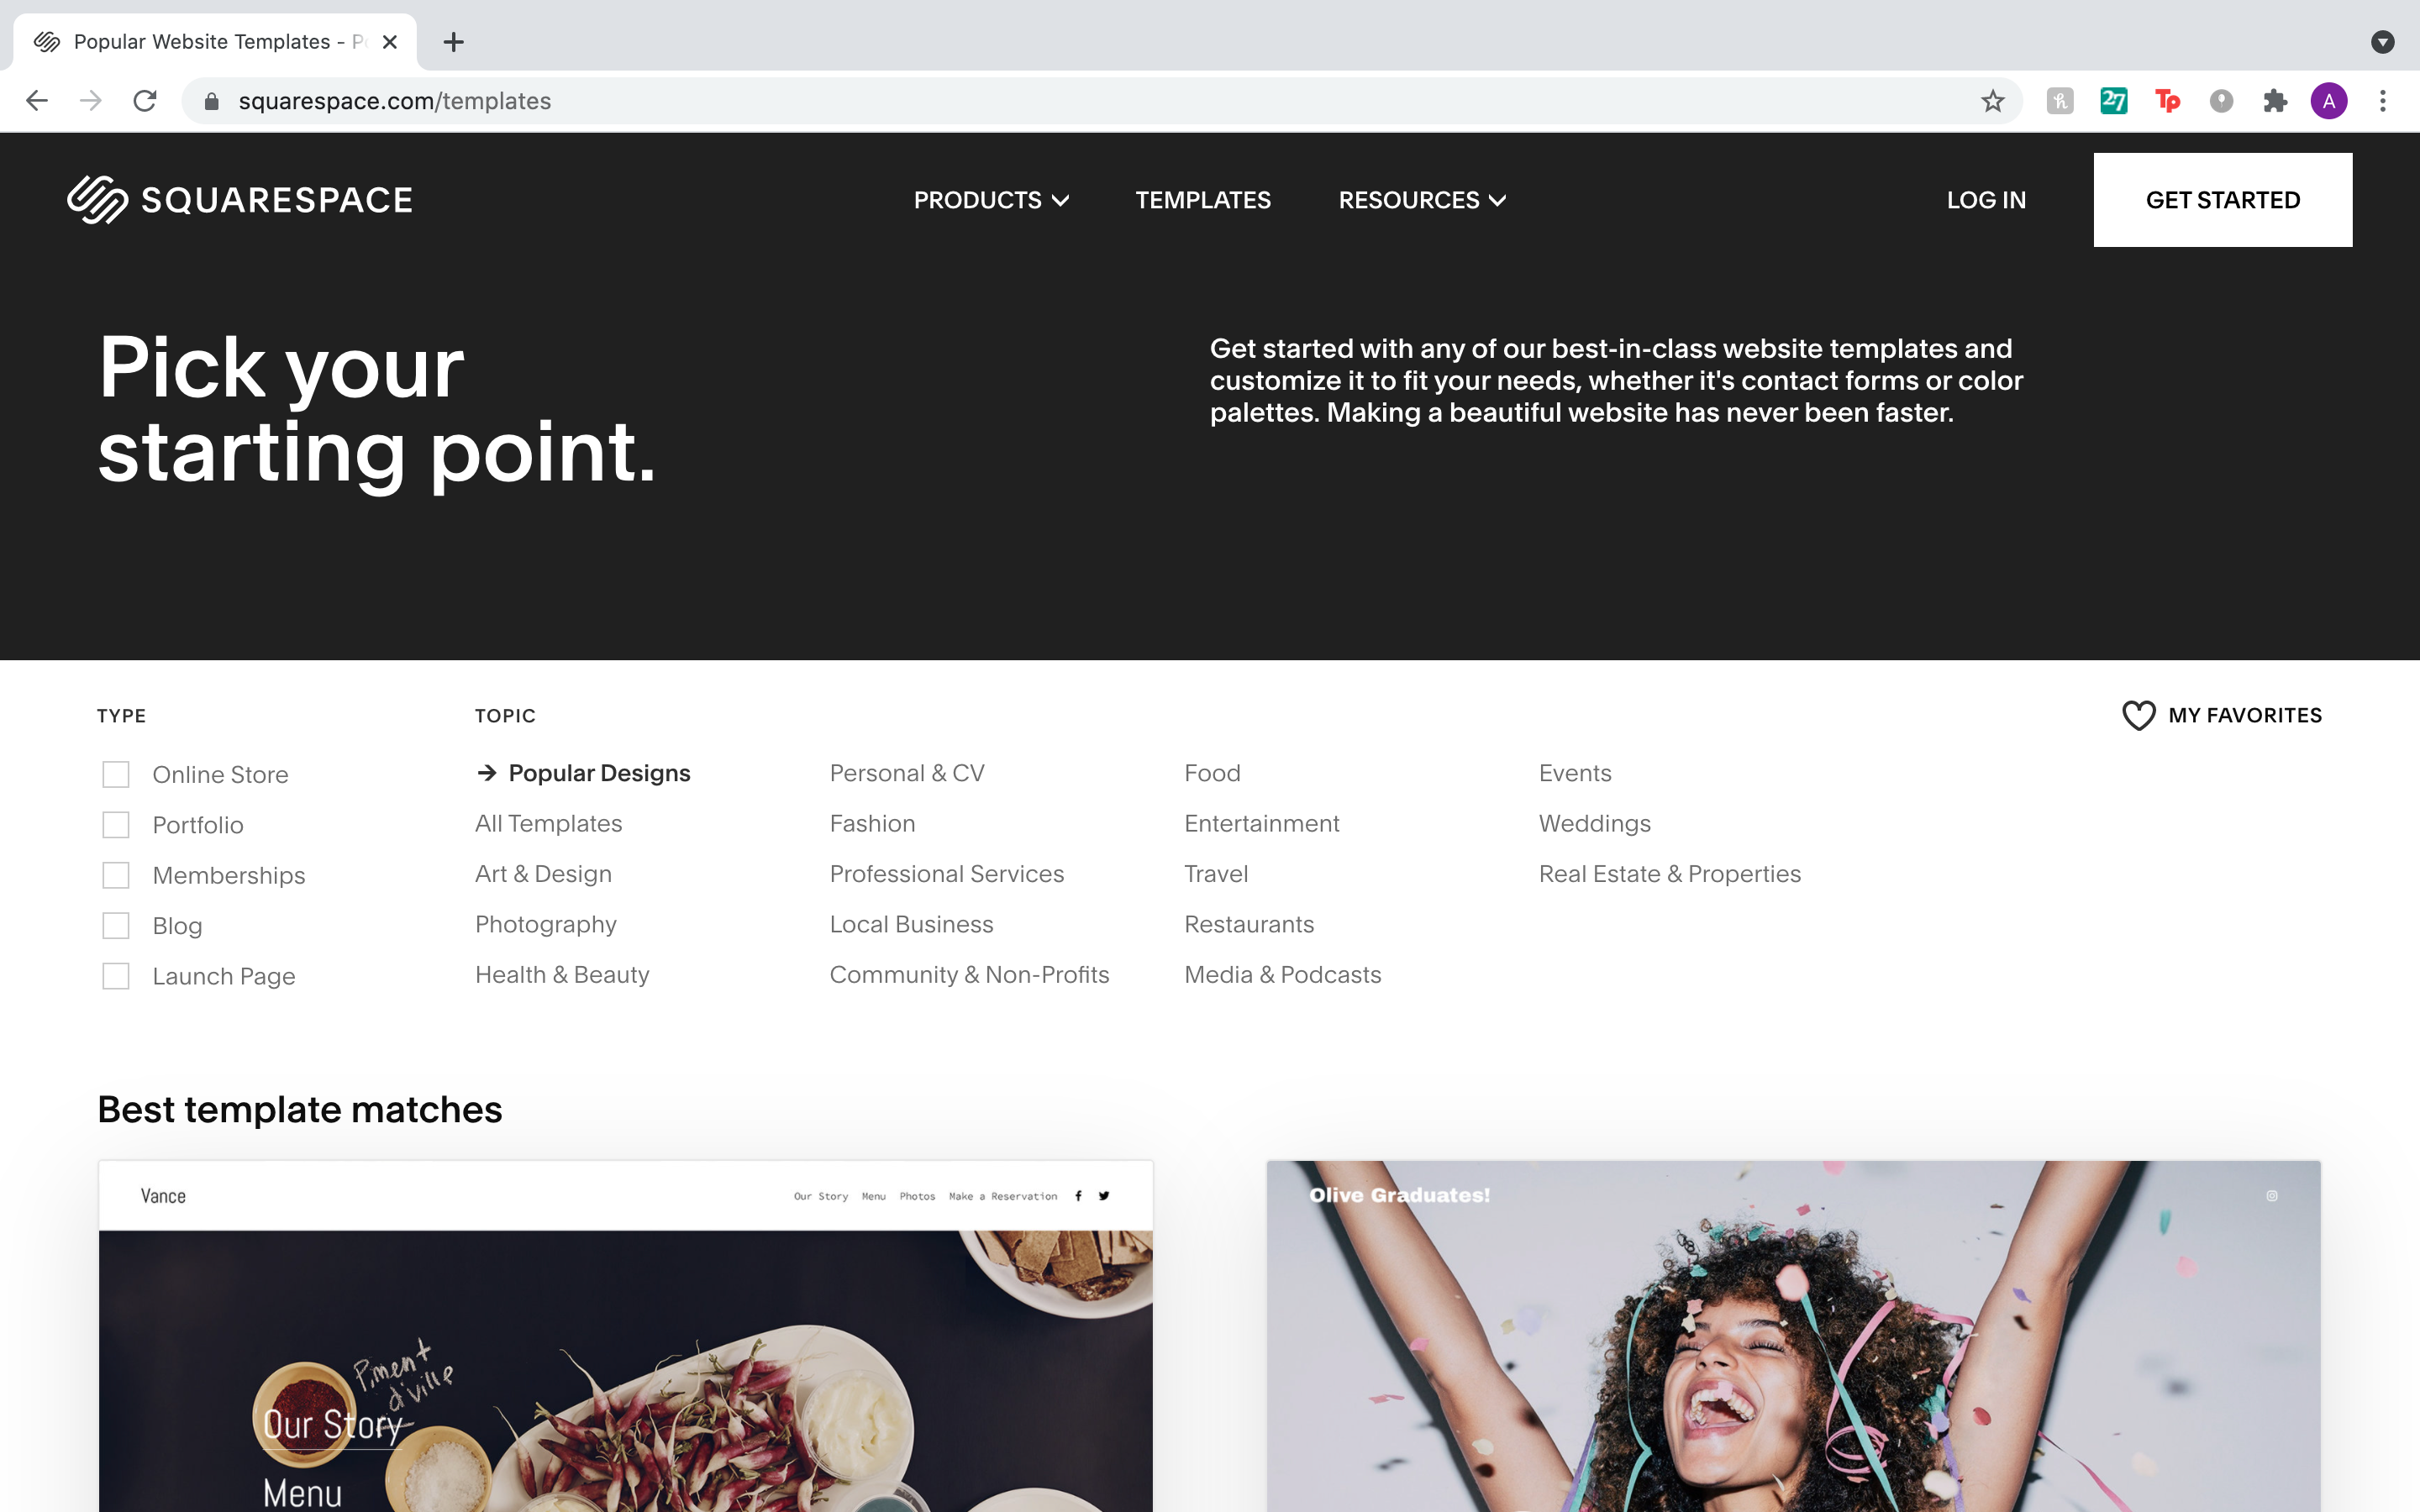 Popular Website Templates - P
squarespace.com/templates
27
Tp
A
SQUARESPACE
PRODUCTS
TEMPLATES
RESOURCES
LOG IN
GET STARTED
Pick your
starting point.
Get started with any of our best-in-class website templates and
customize it to fit your needs, whether it's contact forms or color
palettes. Making a beautiful website has never been faster.
TYPE
Online Store
Portfolio
Memberships
Blog
Launch Page
TOPIC
Popular Designs
All Templates
Art & Design
Photography
Health & Beauty
Personal & CV
Fashion
Professional Services
Local Business
Community & Non-Profits
Food
Entertainment
Travel
Restaurants
Media & Podcasts
Events
Weddings
Real Estate & Properties
MY FAVORITES
Best template matches
Vance
Our Story Menu Photos Make a Reservation
Piment
d'ville
Our Story
Menu
Olive Graduates!